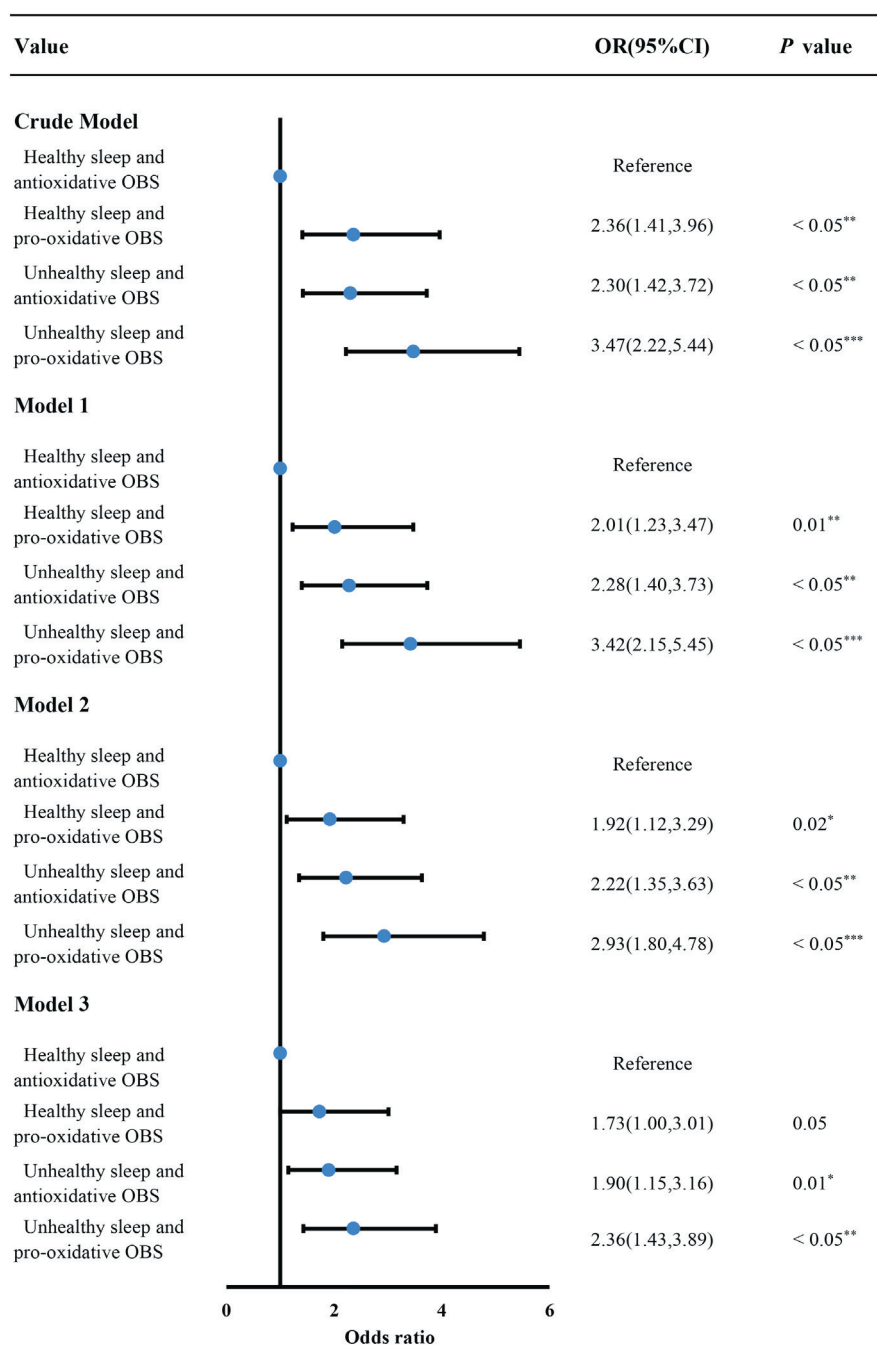 Value OR(95%CI) P value
Crude Model
Healthy sleep and
antioxidative OBS
Reference
Healthy sleep and
pro-oxidative OBS
2.36(1.41,3.96) < 0.05**
Unhealthy sleep and
antioxidative OBS
2.30(1.42,3.72) < 0.05**
Unhealthy sleep and
pro-oxidative OBS
3.47(2.22,5.44) < 0.05***
Model 1
Healthy sleep and
antioxidative OBS
Reference
Healthy sleep and
pro-oxidative OBS
2.01(1.23,3.47) 0.01**
Unhealthy sleep and
antioxidative OBS
2.28(1.40,3.73) < 0.05**
Unhealthy sleep and
pro-oxidative OBS
3.42(2.15,5.45) < 0.05***
Model 2
Healthy sleep and
antioxidative OBS
Reference
Healthy sleep and
pro-oxidative OBS
1.92(1.12,3.29) 0.02*
Unhealthy sleep and
antioxidative OBS
2.22(1.35,3.63) < 0.05**
Unhealthy sleep and
pro-oxidative OBS
2.93(1.80,4.78) < 0.05***
Model 3
Healthy sleep and
antioxidative OBS
Reference
Healthy sleep and
pro-oxidative OBS
1.73(1.00,3.01) 0.05
Unhealthy sleep and
antioxidative OBS
1.90(1.15,3.16) 0.01*
Unhealthy sleep and
pro-oxidative OBS
2.36(1.43,3.89) < 0.05**
0 2 4 6
Odds ratio